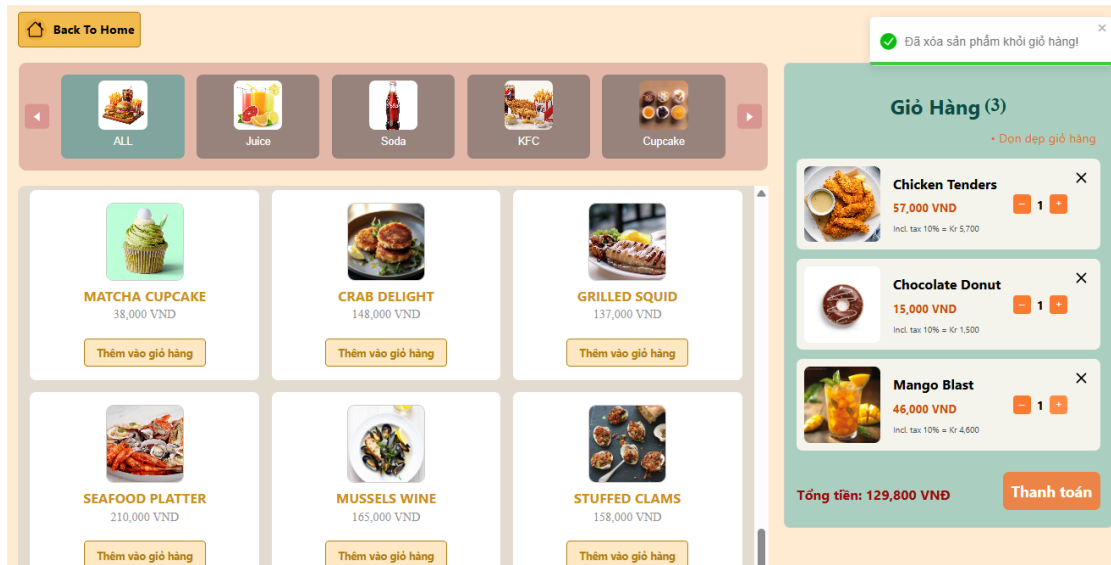 Back To Home
Đã xóa sản phẩm khỏi giỏ hàng!
ALL
Juice
Soda
KFC
Cupcake
MATCHA CUPCAKE
38,000 VND
Thêm vào giỏ hàng
CRAB DELIGHT
148,000 VND
Thêm vào giỏ hàng
GRILLED SQUID
137,000 VND
Thêm vào giỏ hàng
SEAFOOD PLATTER
210,000 VND
Thêm vào giỏ hàng
MUSSELS WINE
165,000 VND
Thêm vào giỏ hàng
STUFFED CLAMS
158,000 VND
Thêm vào giỏ hàng
Giỏ Hàng (3)
• Dọn dẹp giỏ hàng
Chicken Tenders
57,000 VND
Incl. tax 10% = Kr 5,700
− 1 +
Chocolate Donut
15,000 VND
Incl. tax 10% = Kr 1,500
− 1 +
Mango Blast
46,000 VND
Incl. tax 10% = Kr 4,600
− 1 +
Tổng tiền: 129,800 VNĐ
Thanh toán